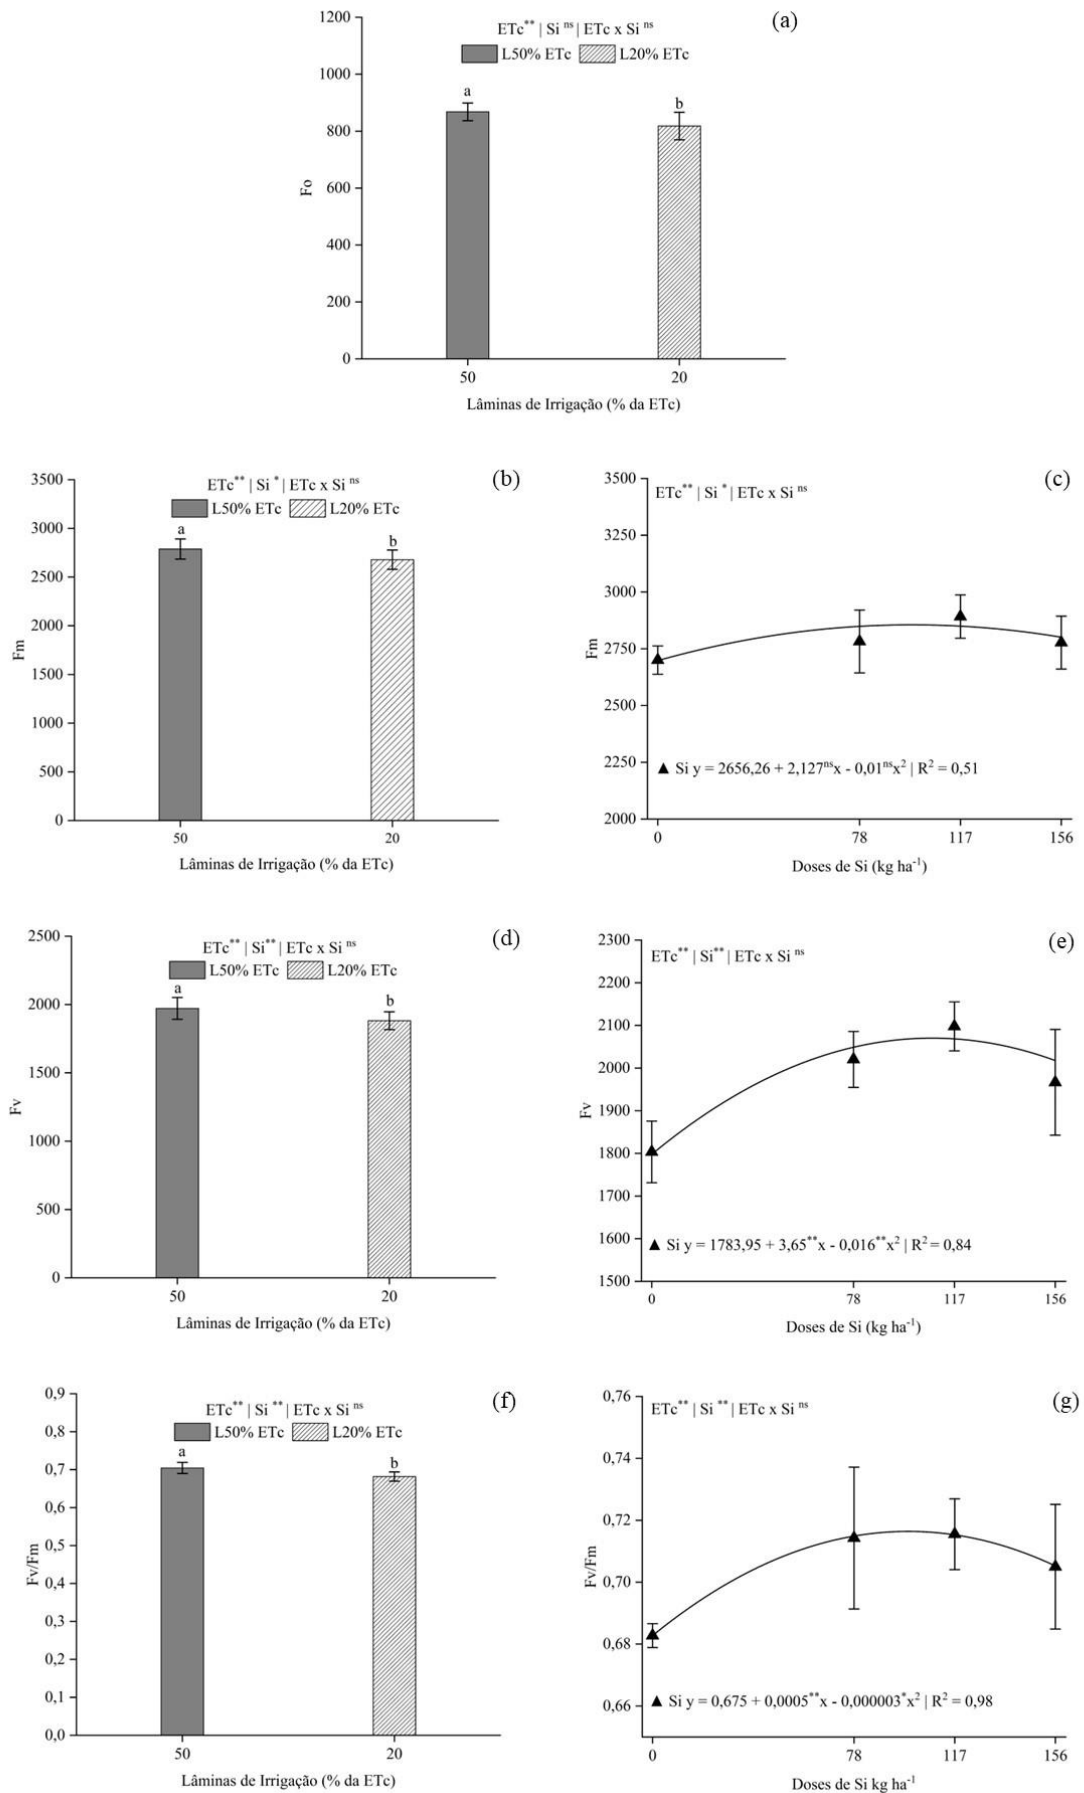 (a)
ETc** | Si ns | ETc x Si ns
L50% ETc L20% ETc
1200
1000
800
600
400
200
0
Fo
a
b
50 20
Lâminas de Irrigação (% da ETc)
(b)
ETc** | Si * | ETc x Si ns
L50% ETc L20% ETc
3500
3000
2500
2000
1500
1000
500
0
Fm
a
b
50 20
Lâminas de Irrigação (% da ETc)
(c)
ETc** | Si * | ETc x Si ns
3500
3250
3000
2750
2500
2250
2000
Fm
Si y = 2656,26 + 2,127nsx - 0,01nsx2 | R2 = 0,51
0 78 117 156
Doses de Si (kg ha-1)
(d)
ETc** | Si** | ETc x Si ns
L50% ETc L20% ETc
2500
2000
1500
1000
500
0
Fv
a
b
50 20
Lâminas de Irrigação (% da ETc)
(e)
ETc** | Si** | ETc x Si ns
2300
2200
2100
2000
1900
1800
1700
1600
1500
Fv
Si y = 1783,95 + 3,65**x - 0,016**x2 | R2 = 0,84
0 78 117 156
Doses de Si (kg ha-1)
(f)
ETc** | Si ** | ETc x Si ns
L50% ETc L20% ETc
0,9
0,8
0,7
0,6
0,5
0,4
0,3
0,2
0,1
0,0
Fv/Fm
a
b
50 20
Lâminas de Irrigação (% da ETc)
(g)
ETc** | Si ** | ETc x Si ns
0,76
0,74
0,72
0,70
0,68
0,66
Fv/Fm
Si y = 0,675 + 0,0005**x - 0,000003*x2 | R2 = 0,98
0 78 117 156
Doses de Si kg ha-1